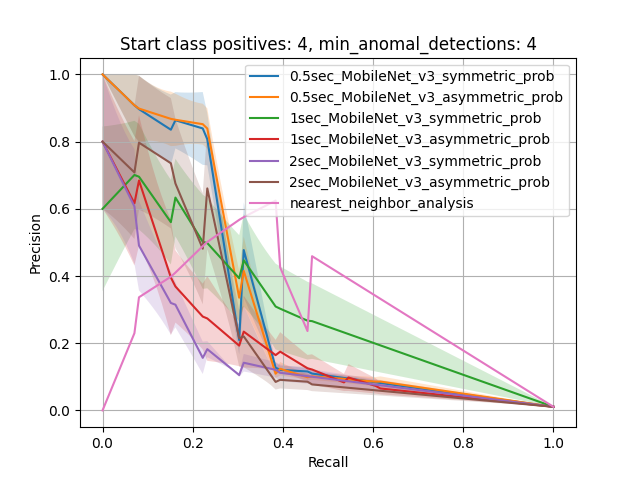 Start class positives: 4, min_anomal_detections: 4
1.0
0.8
0.6
0.4
0.2
0.0
Precision
0.5sec_MobileNet_v3_symmetric_prob
0.5sec_MobileNet_v3_asymmetric_prob
1sec_MobileNet_v3_symmetric_prob
1sec_MobileNet_v3_asymmetric_prob
2sec_MobileNet_v3_symmetric_prob
2sec_MobileNet_v3_asymmetric_prob
nearest_neighbor_analysis
0.0 0.2 0.4 0.6 0.8 1.0
Recall